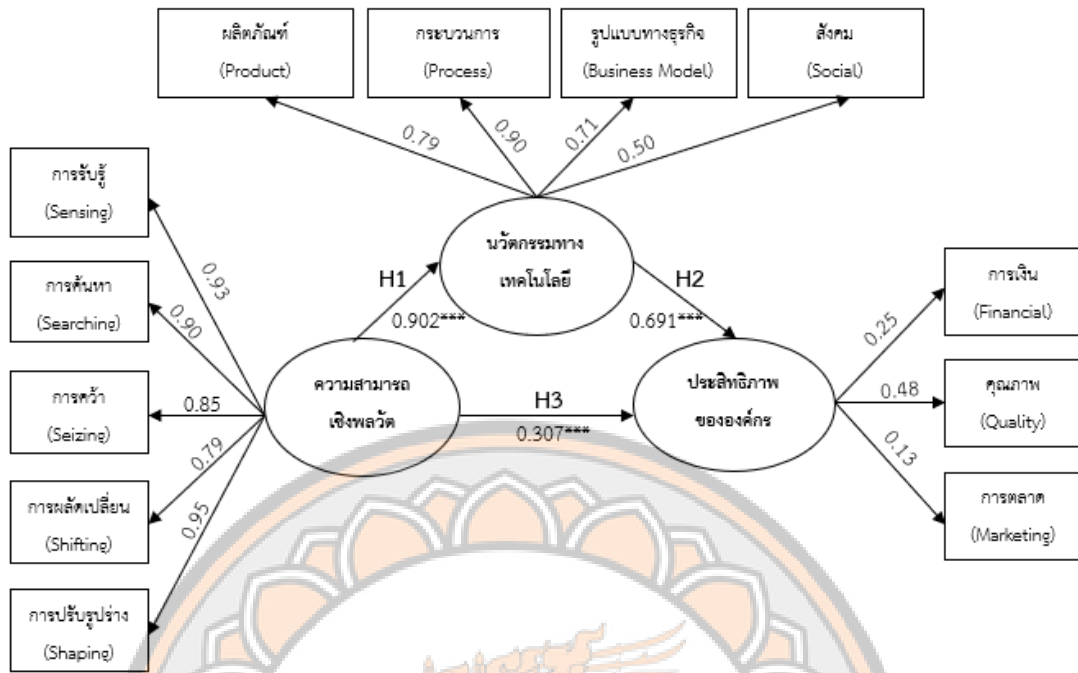 ผลิตภัณฑ์
(Product)
กระบวนการ
(Process)
รูปแบบทางธุรกิจ
(Business Model)
สังคม
(Social)
0.79
0.90
0.71
0.50
การรับรู้
(Sensing)
การค้นหา
(Searching)
การคว้า
(Seizing)
การผลัดเปลี่ยน
(Shifting)
การปรับรูปร่าง
(Shaping)
0.93
0.90
0.85
0.79
0.95
นวัตกรรมทาง
เทคโนโลยี
H1
0.902***
H2
0.691***
ความสามารถ
เชิงพลวัต
H3
0.307***
ประสิทธิภาพ
ขององค์กร
0.25
0.48
0.13
การเงิน
(Financial)
คุณภาพ
(Quality)
การตลาด
(Marketing)